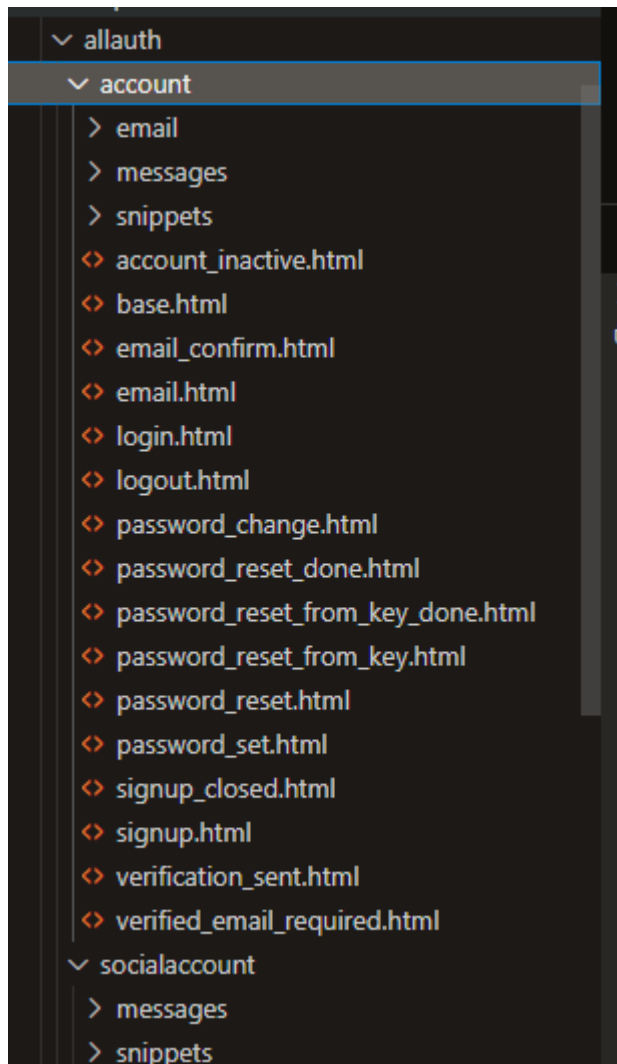 allauth
account
email
messages
snippets
account_inactive.html
base.html
email_confirm.html
email.html
login.html
logout.html
password_change.html
password_reset_done.html
password_reset_from_key_done.html
password_reset_from_key.html
password_reset.html
password_set.html
signup_closed.html
signup.html
verification_sent.html
verified_email_required.html
socialaccount
messages
snippets